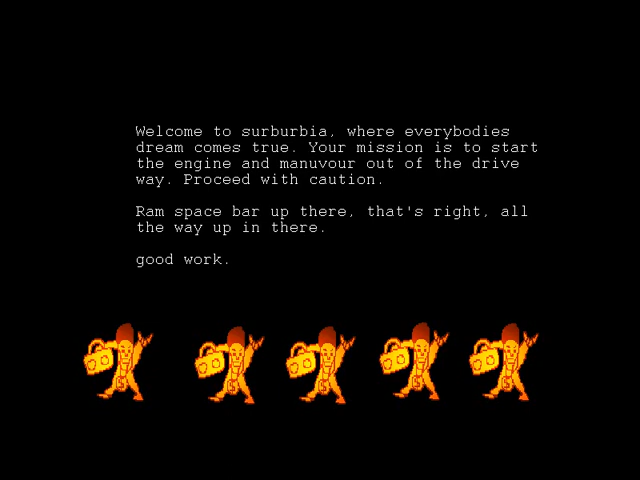 Welcome to surburbia, where everybodies
dream comes true. Your mission is to start
the engine and manuvour out of the drive
way. Proceed with caution.
Ram space bar up there, that's right, all
the way up in there.
good work.